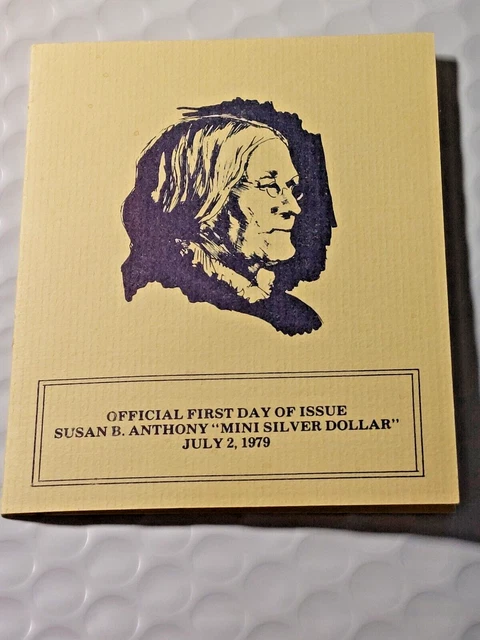 OFFICIAL FIRST DAY OF ISSUE
SUSAN B. ANTHONY "MINI SILVER DOLLAR"
JULY 2, 1979